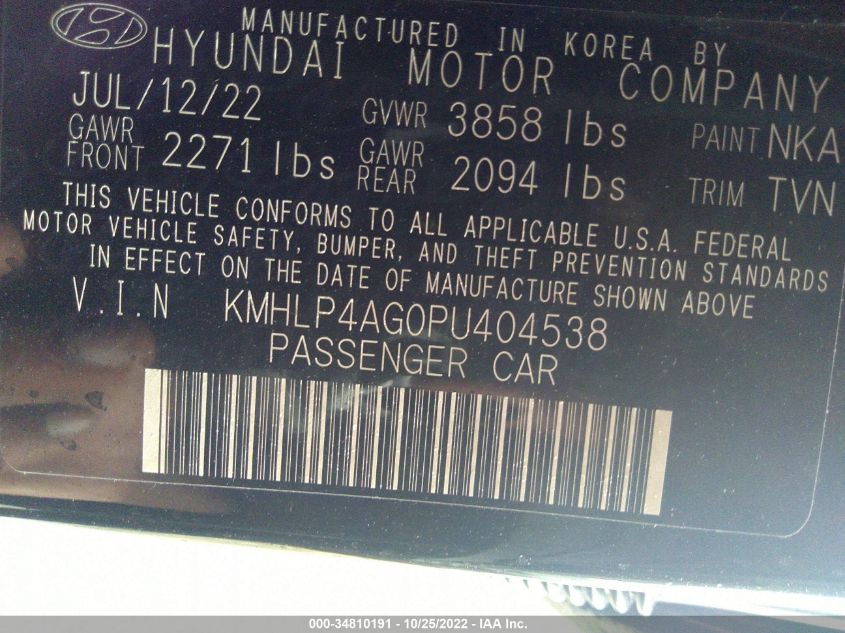 MANUFACTURED IN KOREA BY
HYUNDAI MOTOR COMPANY
JUL/12/22 GVWR 3858 lbs PAINT NKA
GAWR FRONT 2271 lbs GAWR REAR 2094 lbs TRIM TVN
THIS VEHICLE CONFORMS TO ALL APPLICABLE U.S.A. FEDERAL
MOTOR VEHICLE SAFETY, BUMPER, AND THEFT PREVENTION STANDARDS
IN EFFECT ON THE DATE OF MANUFACTURE SHOWN ABOVE
V.I.N KMHLP4AG0PU404538
PASSENGER CAR
000-34810191 - 10/25/2022 - IAA Inc.